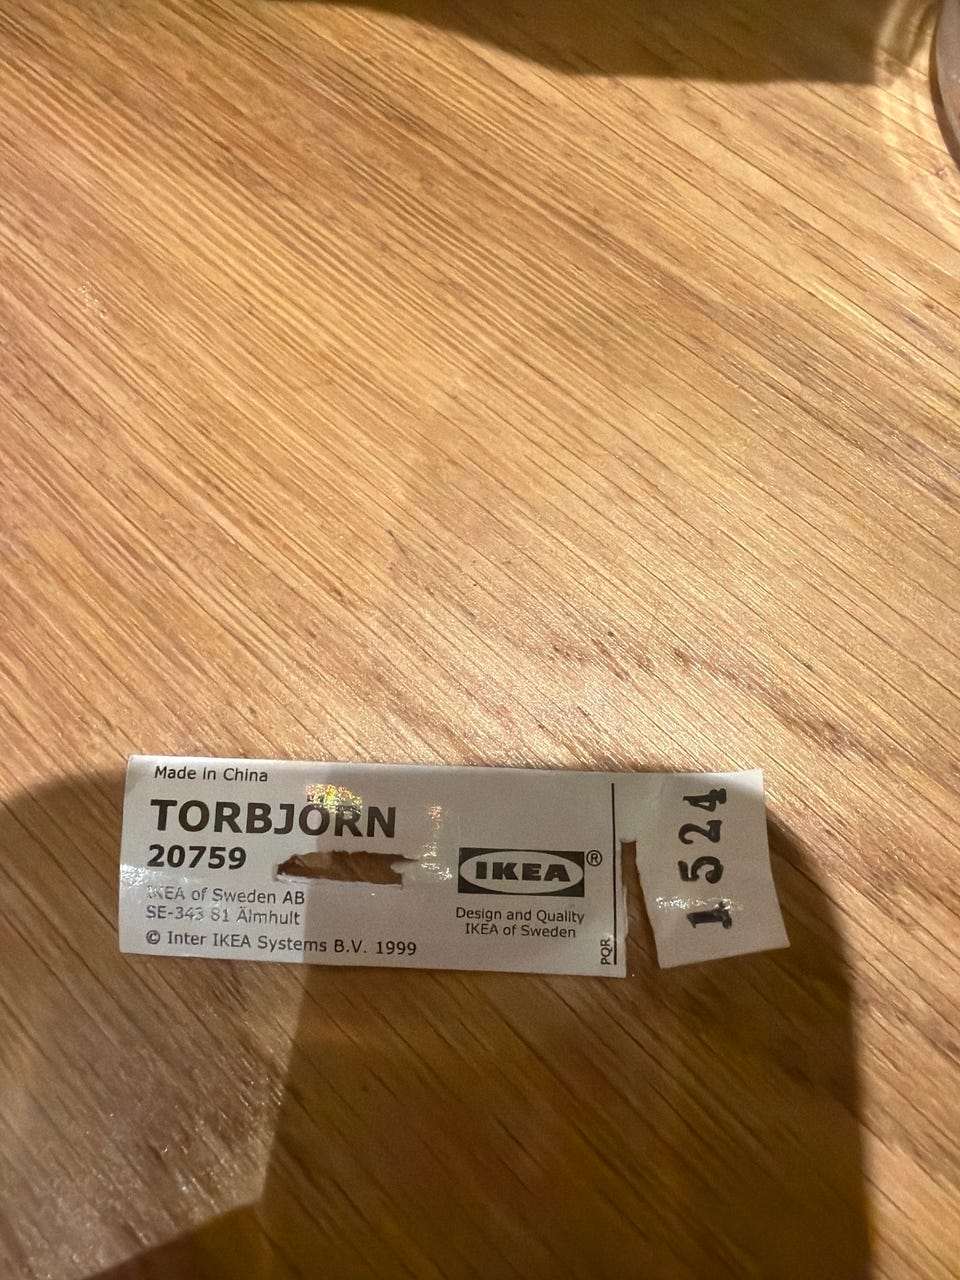 Made in China
TORBJÖRN
20759
IKEA of Sweden AB
SE-343 81 Älmhult
© Inter IKEA Systems B.V. 1999
IKEA®
Design and Quality
IKEA of Sweden
PQR
1524